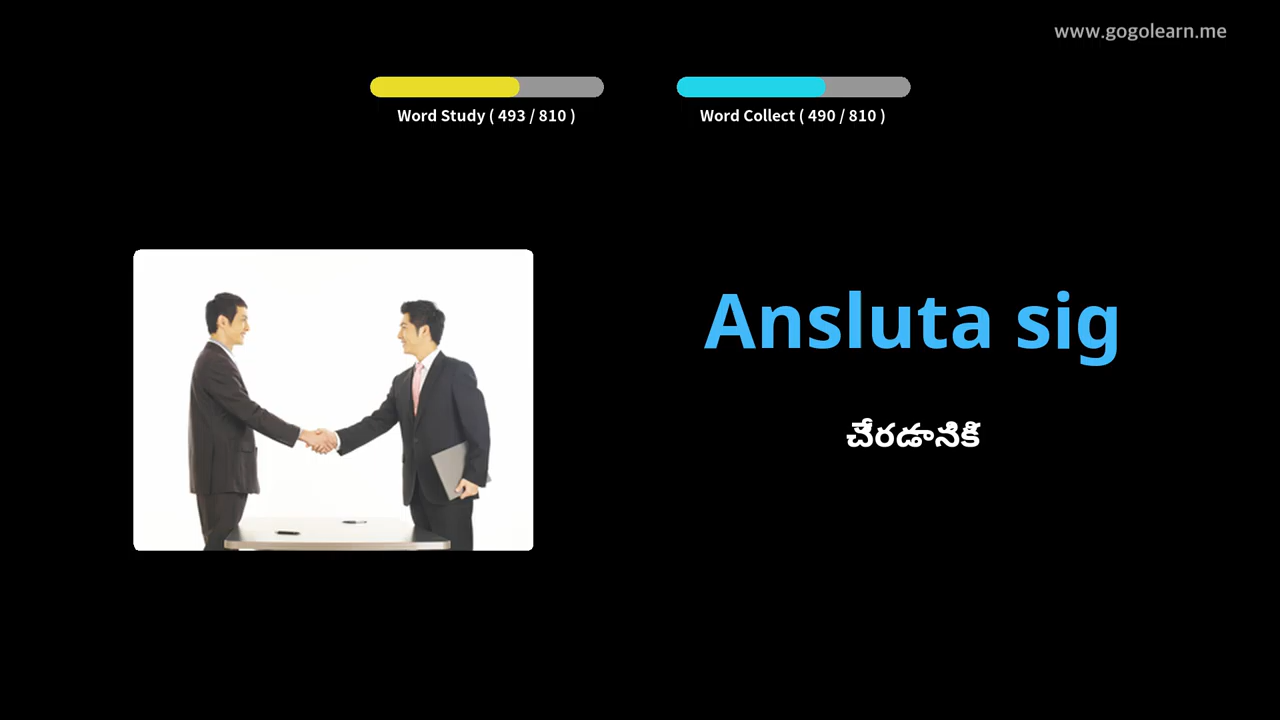 www.gogolearn.me
Word Study ( 493 / 810 )
Word Collect ( 490 / 810 )
Ansluta sig
చేరడానికి